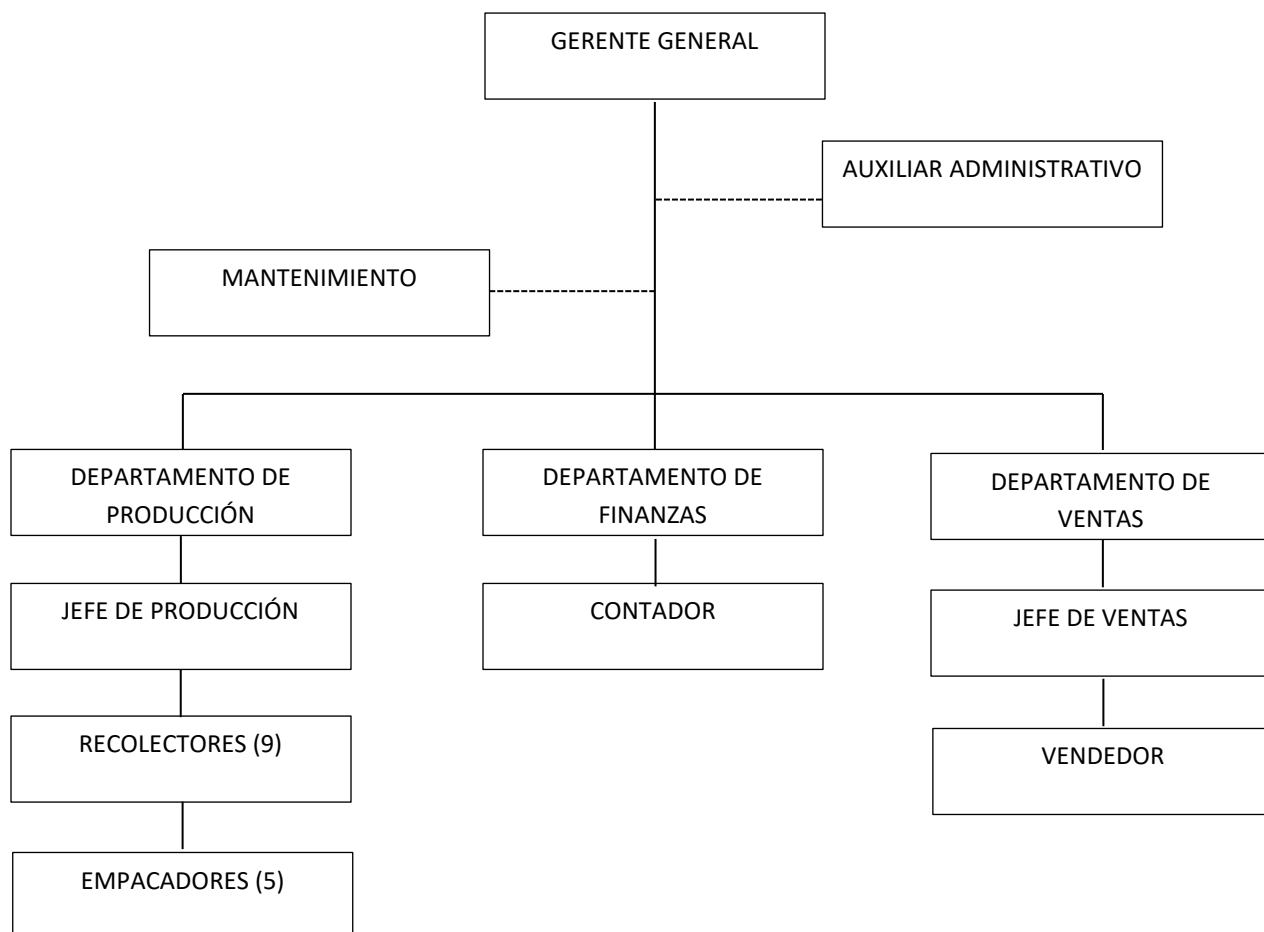 GERENTE GENERAL
AUXILIAR ADMINISTRATIVO
MANTENIMIENTO
DEPARTAMENTO DE
PRODUCCIÓN
DEPARTAMENTO DE
FINANZAS
DEPARTAMENTO DE
VENTAS
JEFE DE PRODUCCIÓN
CONTADOR
JEFE DE VENTAS
RECOLECTORES (9)
VENDEDOR
EMPACADORES (5)